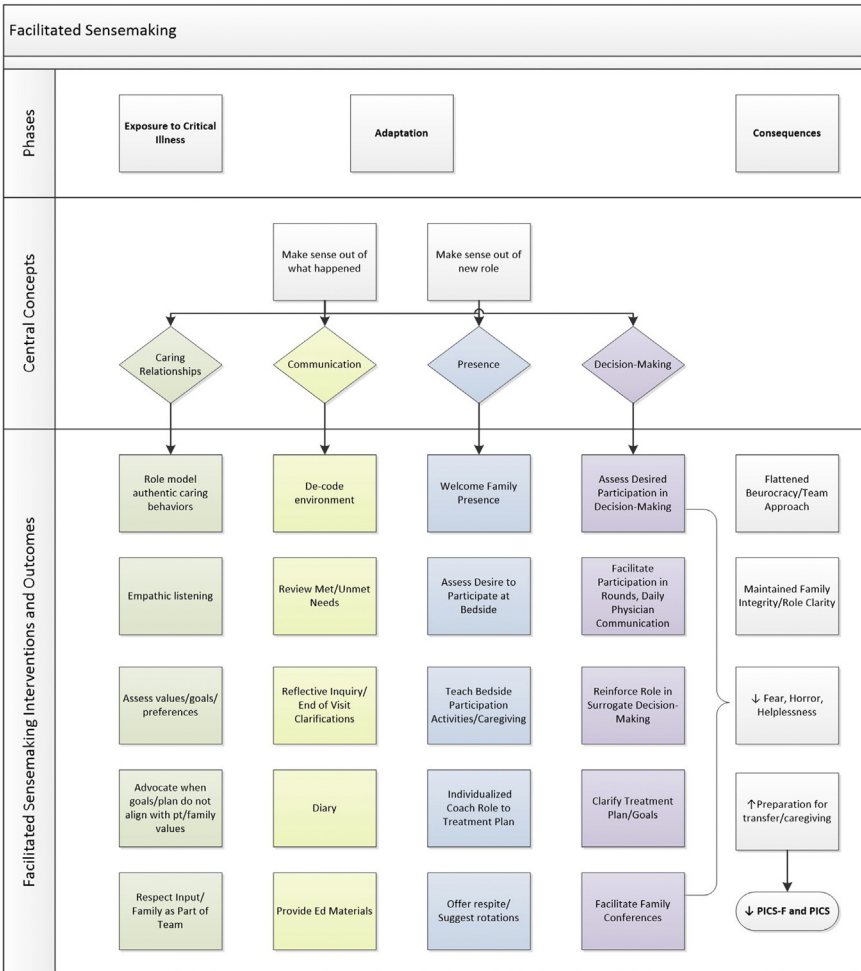 Facilitated Sensemaking
Phases
Exposure to Critical
Illness
Adaptation
Consequences
Central Concepts
Make sense out of
what happened
Make sense out of
new role
Caring
Relationships
Communication
Presence
Decision-Making
Facilitated Sensemaking Interventions and Outcomes
Role model
authentic caring
behaviors
De-code
environment
Welcome Family
Presence
Assess Desired
Participation in
Decision-Making
Flattened
Beurocracy/Team
Approach
Empathic listening
Review Met/Unmet
Needs
Assess Desire to
Participate at
Bedside
Facilitate
Participation in
Rounds, Daily
Physician
Communication
Maintained Family
Integrity/Role Clarity
Assess values/goals/
preferences
Reflective Inquiry/
End of Visit
Clarifications
Teach Bedside
Participation
Activities/Caregiving
Reinforce Role in
Surrogate Decision-
Making
↓ Fear, Horror,
Helplessness
Advocate when
goals/plan do not
align with pt/family
values
Diary
Individualized
Coach Role to
Treatment Plan
Clarify Treatment
Plan/Goals
↑Preparation for
transfer/caregiving
Respect Input/
Family as Part of
Team
Provide Ed Materials
Offer respite/
Suggest rotations
Facilitate Family
Conferences
↓ PICS-F and PICS